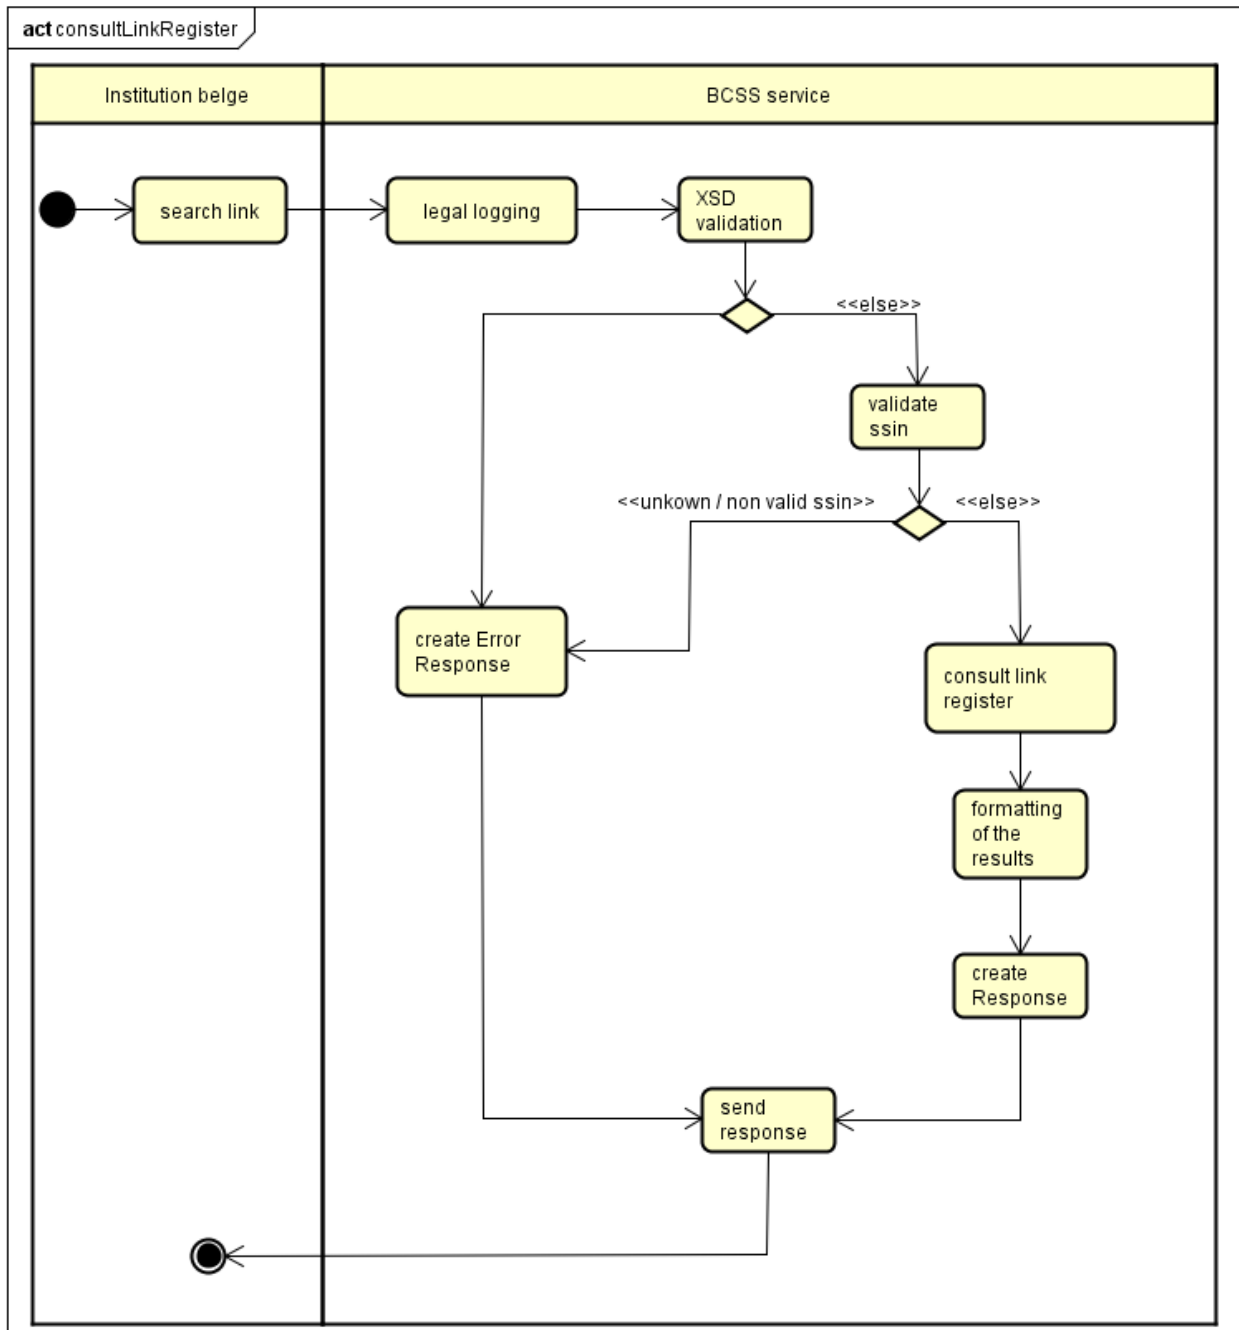 act consultLinkRegister
Institution belge
BCSS service
search link
legal logging
XSD
validation
<<else>>
validate
ssin
<<unkown / non valid ssin>>
<<else>>
create Error
Response
consult link
register
formatting
of the
results
create
Response
send
response